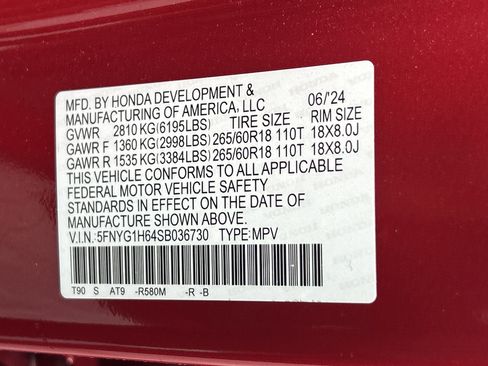 MFD. BY HONDA DEVELOPMENT &
MANUFACTURING OF AMERICA, LLC 06/'24
GVWR 2810 KG(6195LBS) TIRE SIZE RIM SIZE
GAWR F 1360 KG(2998LBS) 265/60R18 110T 18X8.0J
GAWR R 1535 KG(3384LBS) 265/60R18 110T 18X8.0J
THIS VEHICLE CONFORMS TO ALL APPLICABLE
FEDERAL MOTOR VEHICLE SAFETY
STANDARDS IN EFFECT ON THE DATE OF
MANUFACTURE SHOWN ABOVE.
V.I.N.:5FNYG1H64SB036730 TYPE:MPV
T90 S AT9 -R580M -R -B